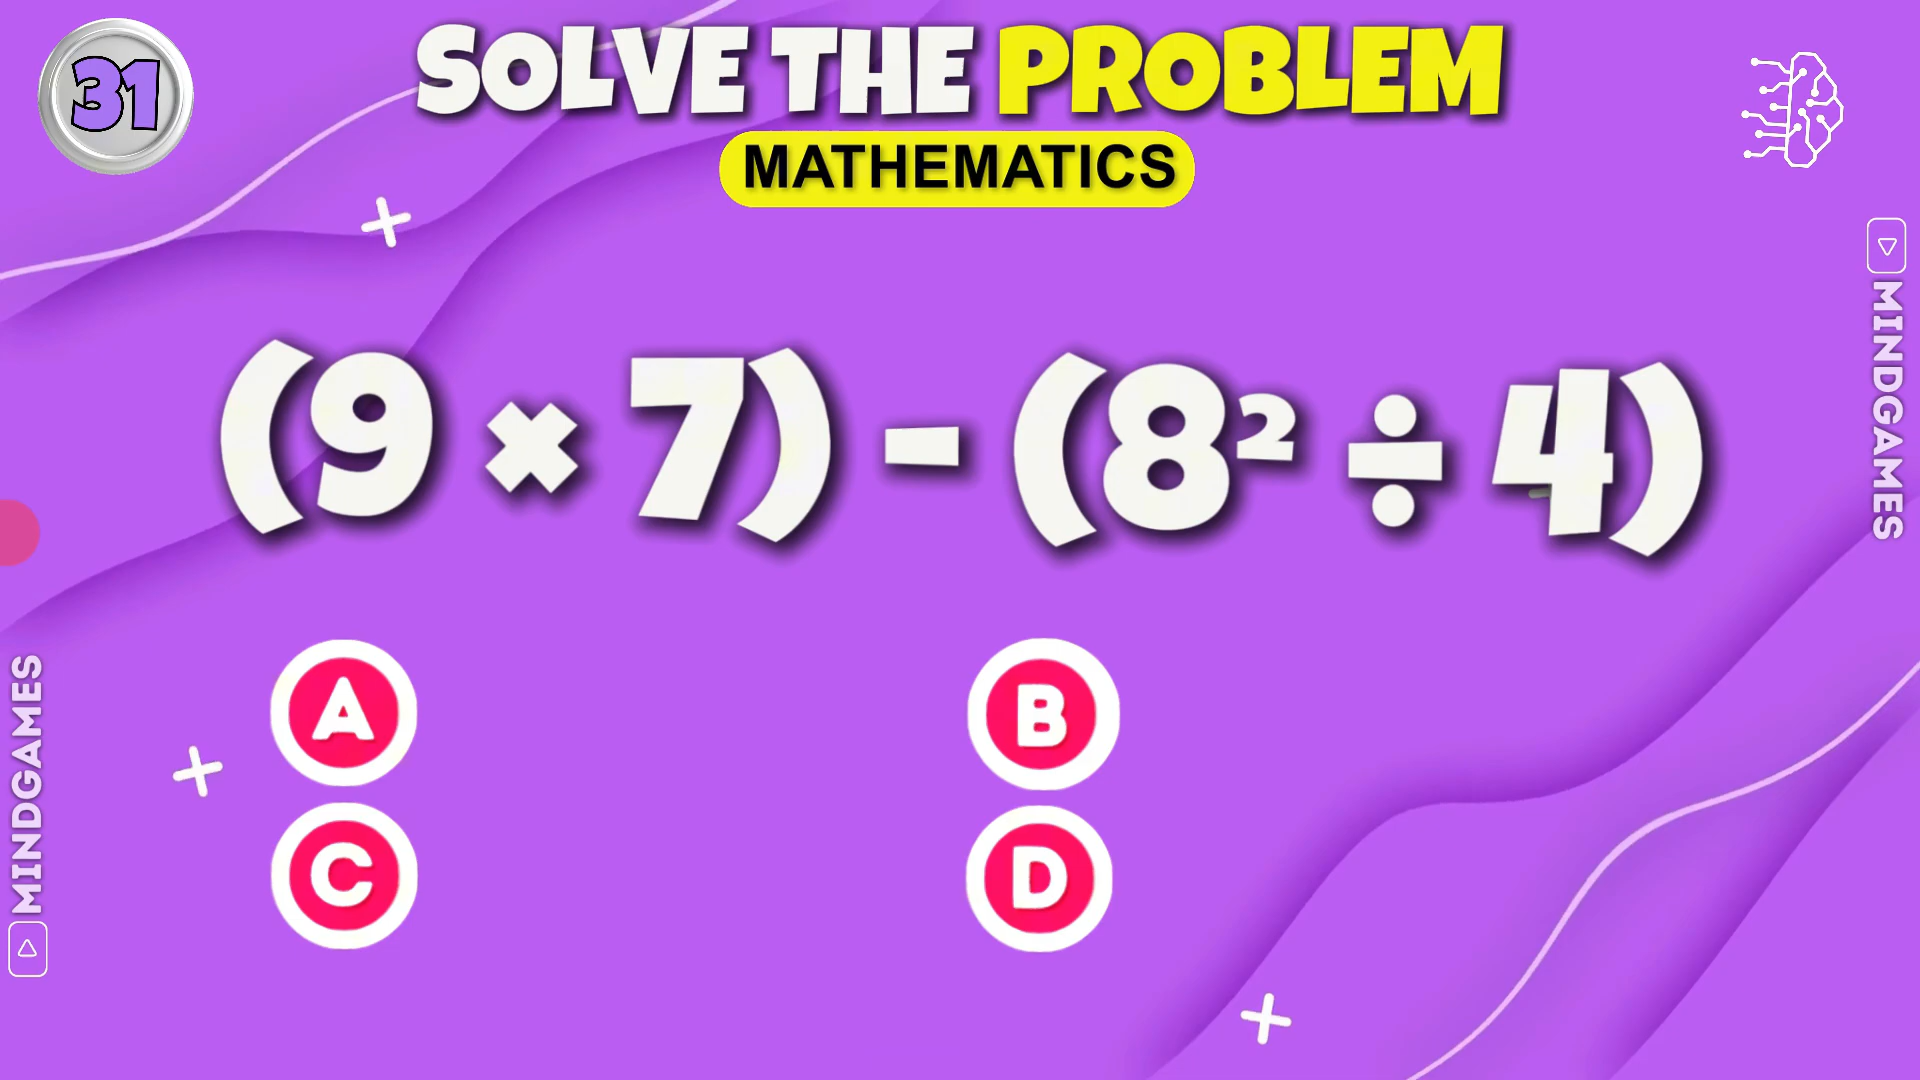 31
SOLVE THE PROBLEM
MATHEMATICS
(9 × 7) - (8² ÷ 4)
A
B
C
D
MINDGAMES
MINDGAMES